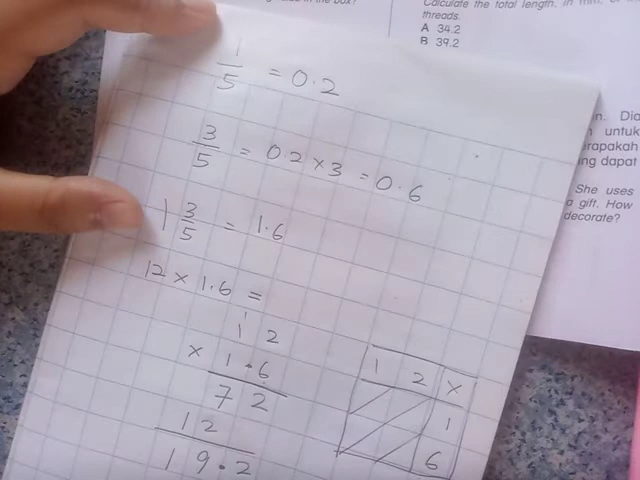 Calculate the total length, in mm,
threads.
A 34.2
B 39.2
untuk
ng dapat
She uses
a gift. How
decorate?
1/5 = 0.2
3/5 = 0 2 × 3 = 0.6
1 3/5 = 1.6
12 × 1.6 =
1
1 2
× 1.6
7 2
1 2
1 9.2
1 2 ×
1
6